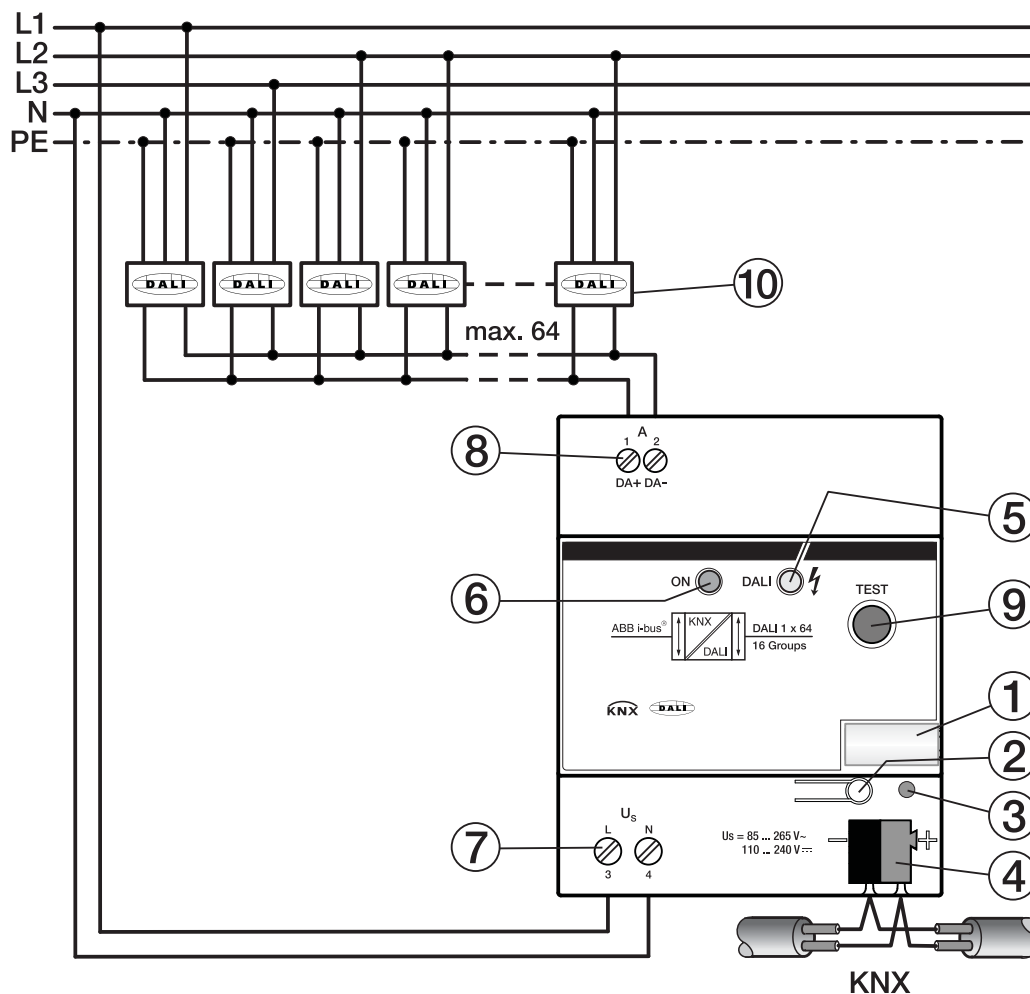 L1
L2
L3
N
PE
DALI DALI DALI DALI DALI
10
max. 64
8
A
1 2
DA+ DA-
5
6
ON DALI
TEST
9
ABB i-bus® KNX DALI DALI 1 x 64
16 Groups
1
KNX DALI
2
3
Us
L N
7
3 4
Us = 85 ... 265 V~
110 ... 240 V⎓
4
− +
KNX